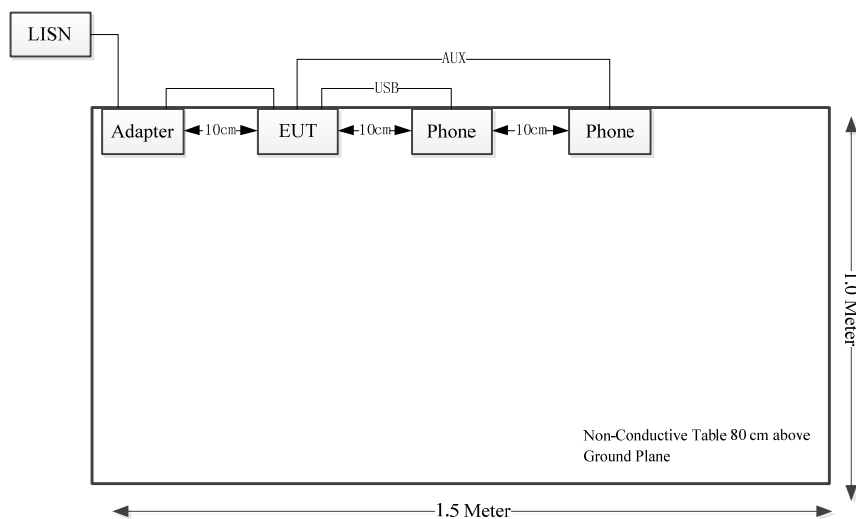 LISN
AUX
USB
Adapter
10cm
EUT
10cm
Phone
10cm
Phone
1.0 Meter
Non-Conductive Table 80 cm above
Ground Plane
1.5 Meter